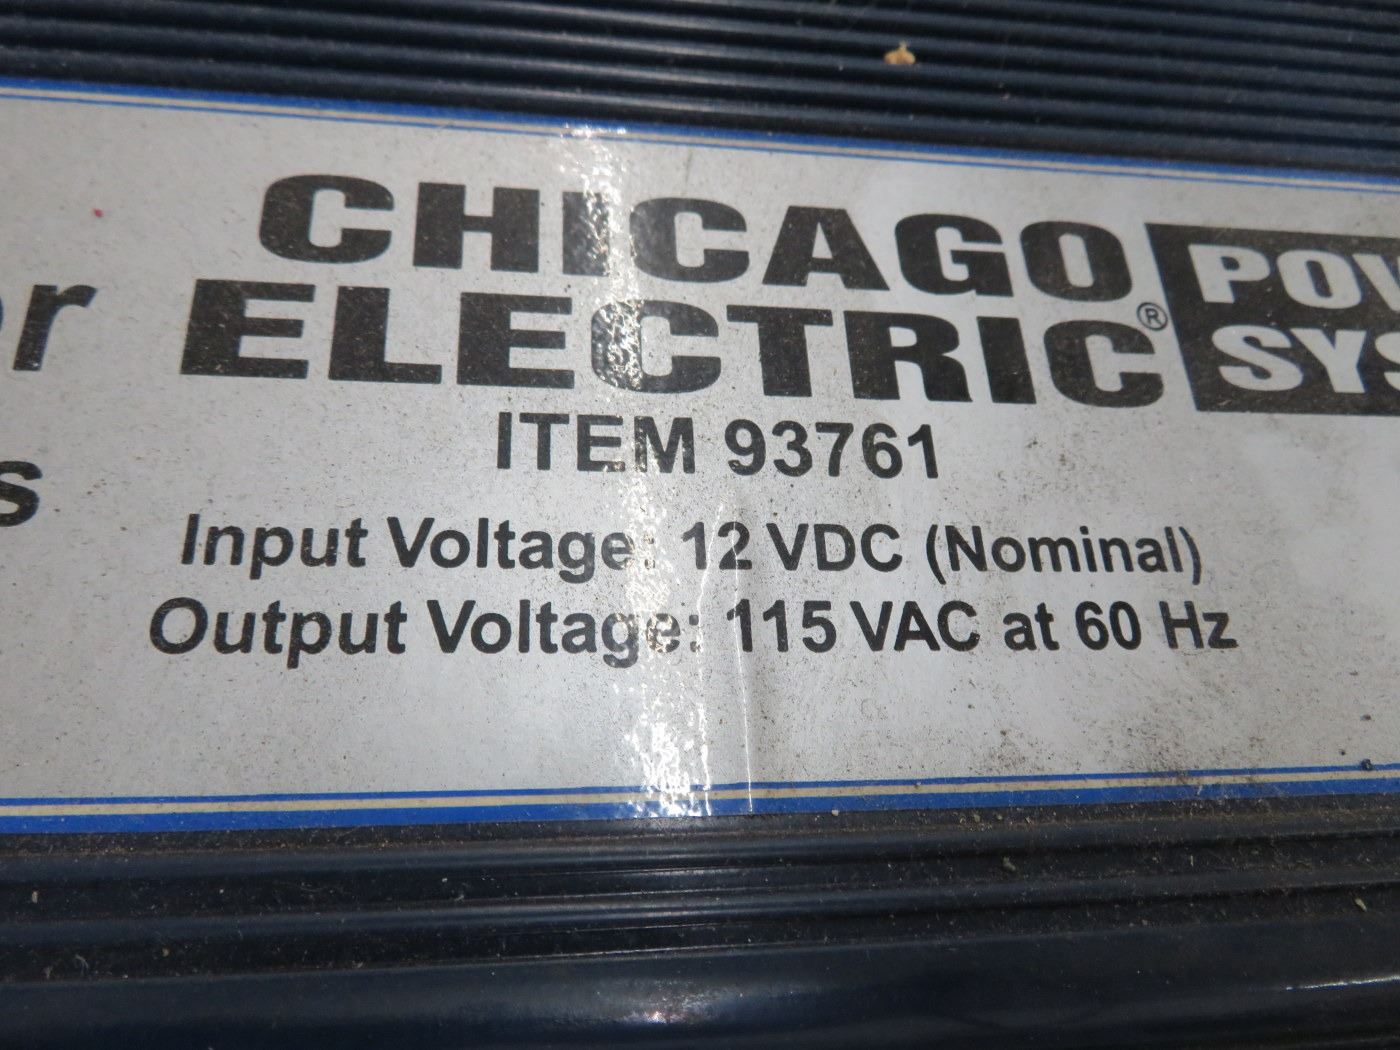 CHICAGO
ELECTRIC®
ITEM 93761
Input Voltage: 12 VDC (Nominal)
Output Voltage: 115 VAC at 60 Hz